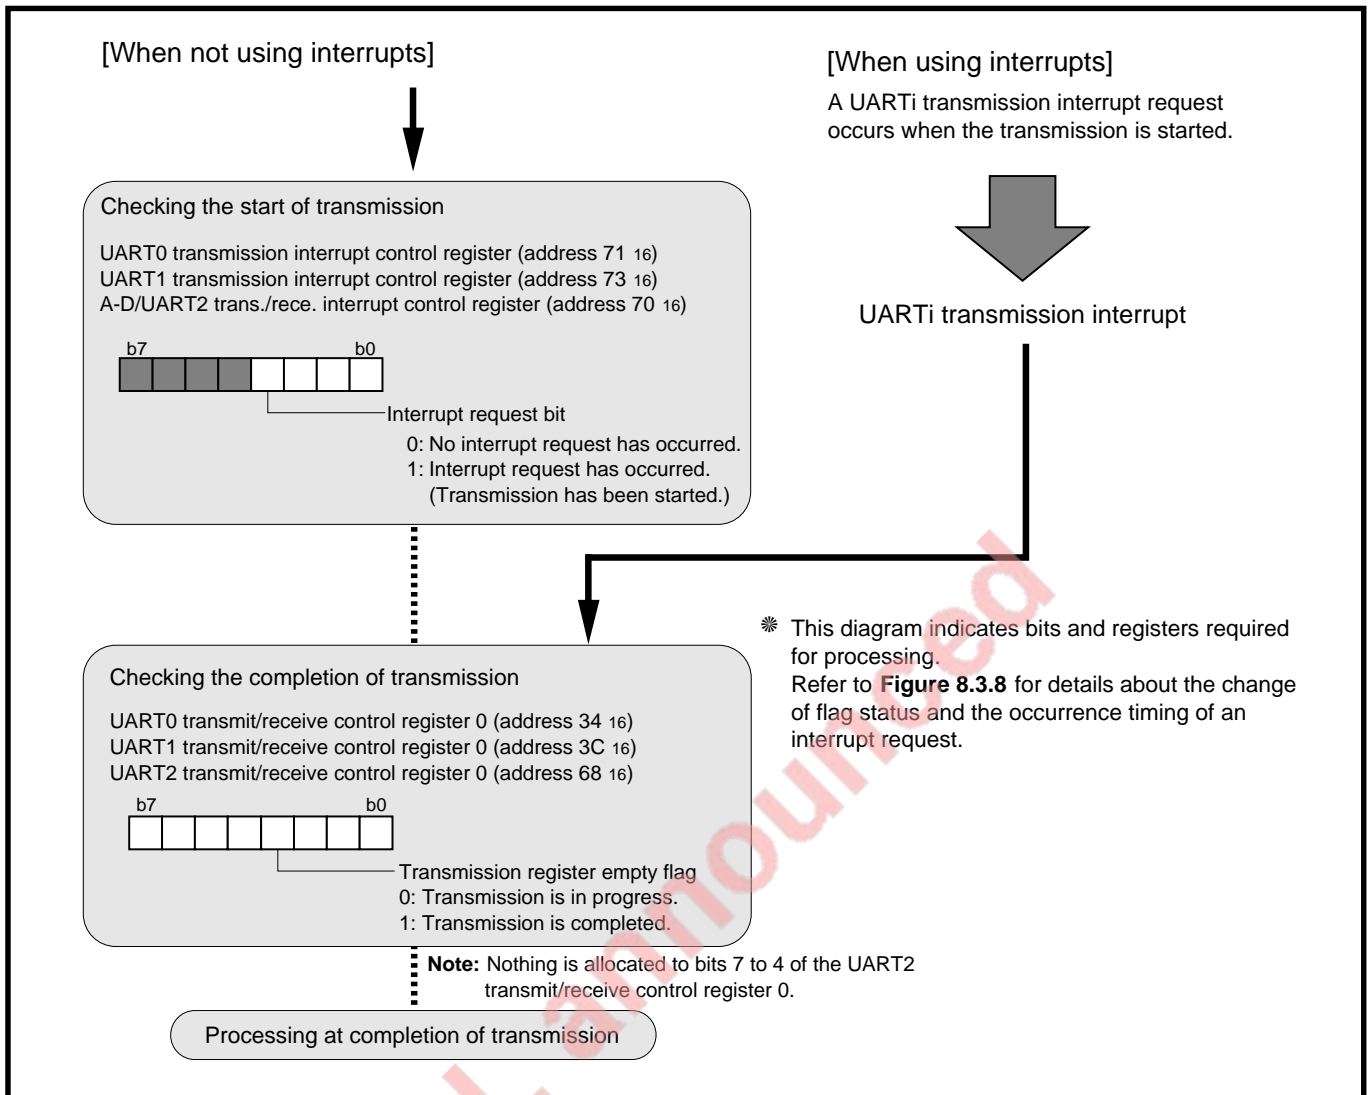 [When not using interrupts]
[When using interrupts]
A UARTi transmission interrupt request
occurs when the transmission is started.
Checking the start of transmission
UART0 transmission interrupt control register (address 71 16)
UART1 transmission interrupt control register (address 73 16)
A-D/UART2 trans./rece. interrupt control register (address 70 16)
b7 b0
Interrupt request bit
0: No interrupt request has occurred.
1: Interrupt request has occurred.
(Transmission has been started.)
UARTi transmission interrupt
Checking the completion of transmission
UART0 transmit/receive control register 0 (address 34 16)
UART1 transmit/receive control register 0 (address 3C 16)
UART2 transmit/receive control register 0 (address 68 16)
b7 b0
Transmission register empty flag
0: Transmission is in progress.
1: Transmission is completed.
This diagram indicates bits and registers required
for processing.
Refer to Figure 8.3.8 for details about the change
of flag status and the occurrence timing of an
interrupt request.
Note: Nothing is allocated to bits 7 to 4 of the UART2
transmit/receive control register 0.
Processing at completion of transmission
announced